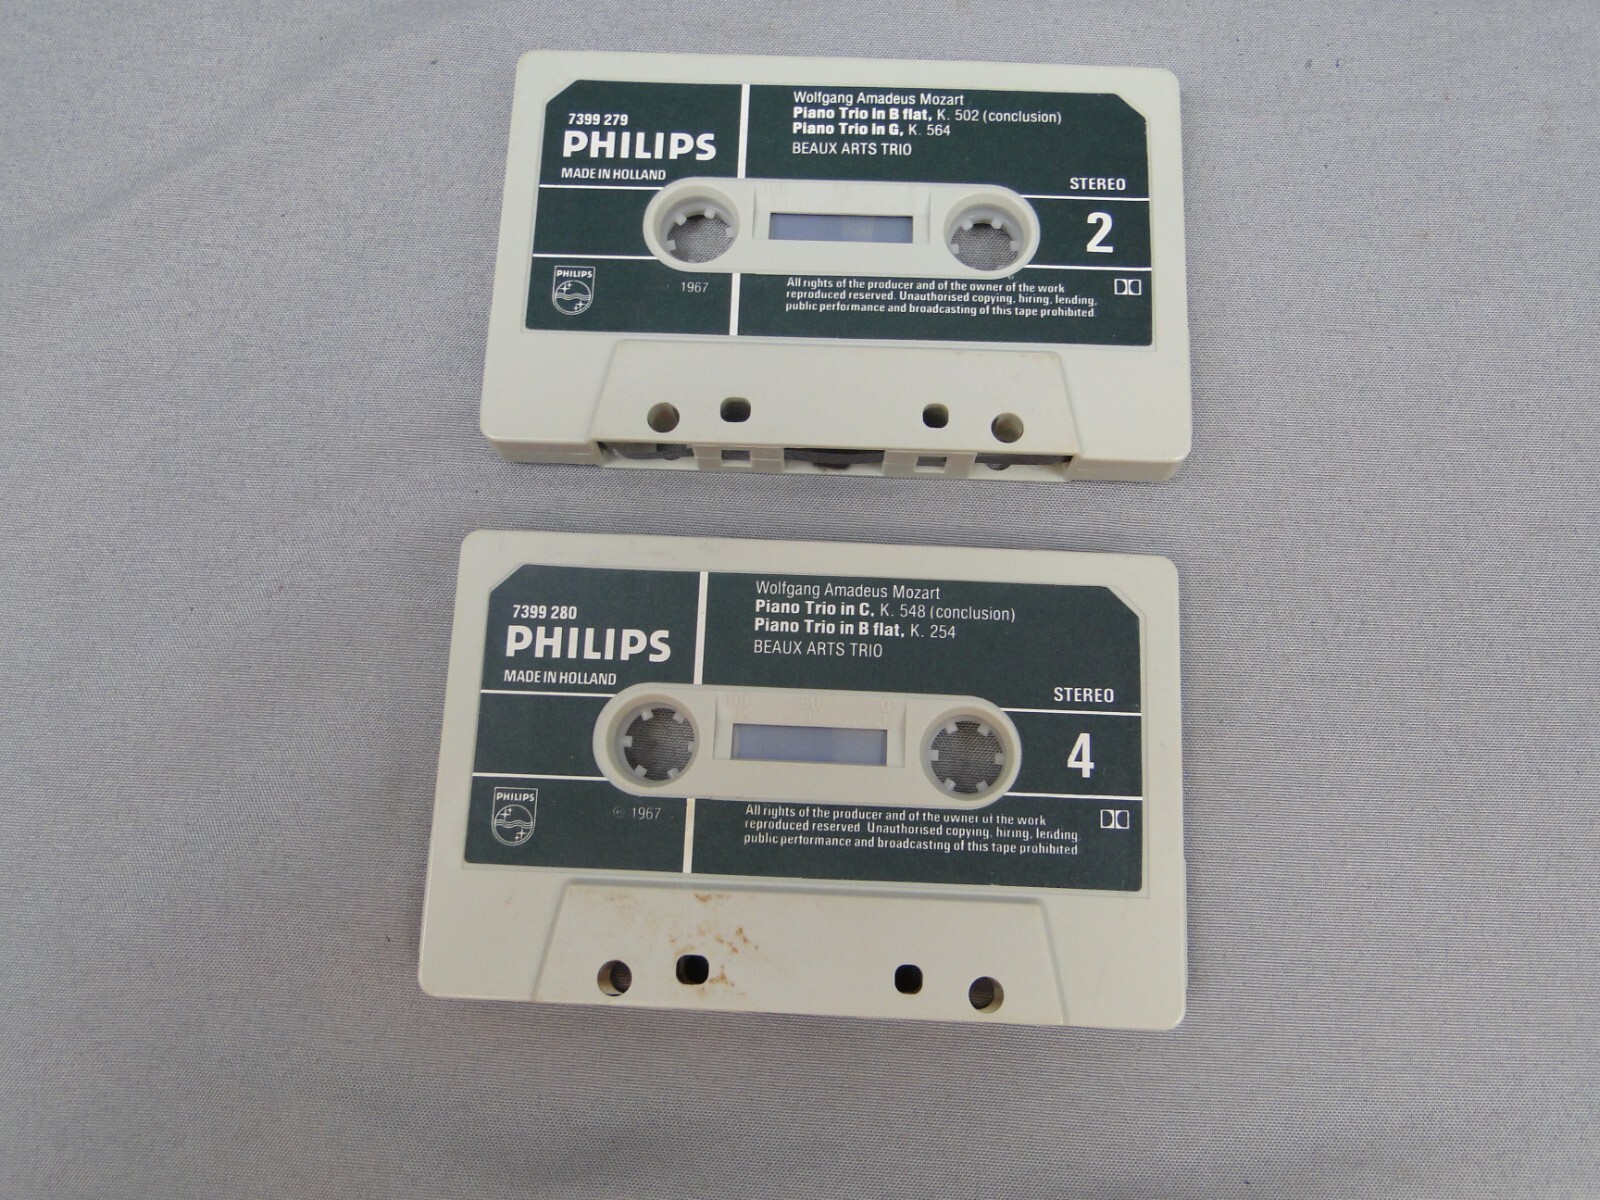 7399 279
PHILIPS
MADE IN HOLLAND
Wolfgang Amadeus Mozart
Piano Trio in B flat, K. 502 (conclusion)
Piano Trio in G, K. 564
BEAUX ARTS TRIO
STEREO
2
PHILIPS
1967
All rights of the producer and of the owner of the work
reproduced reserved. Unauthorised copying, hiring, lending,
public performance and broadcasting of this tape prohibited.
7399 280
PHILIPS
MADE IN HOLLAND
Wolfgang Amadeus Mozart
Piano Trio in C, K. 548 (conclusion)
Piano Trio in B flat, K. 254
BEAUX ARTS TRIO
STEREO
100 50 0
4
PHILIPS
℗ 1967
All rights of the producer and of the owner of the work
reproduced reserved. Unauthorised copying, hiring, lending,
public performance and broadcasting of this tape prohibited